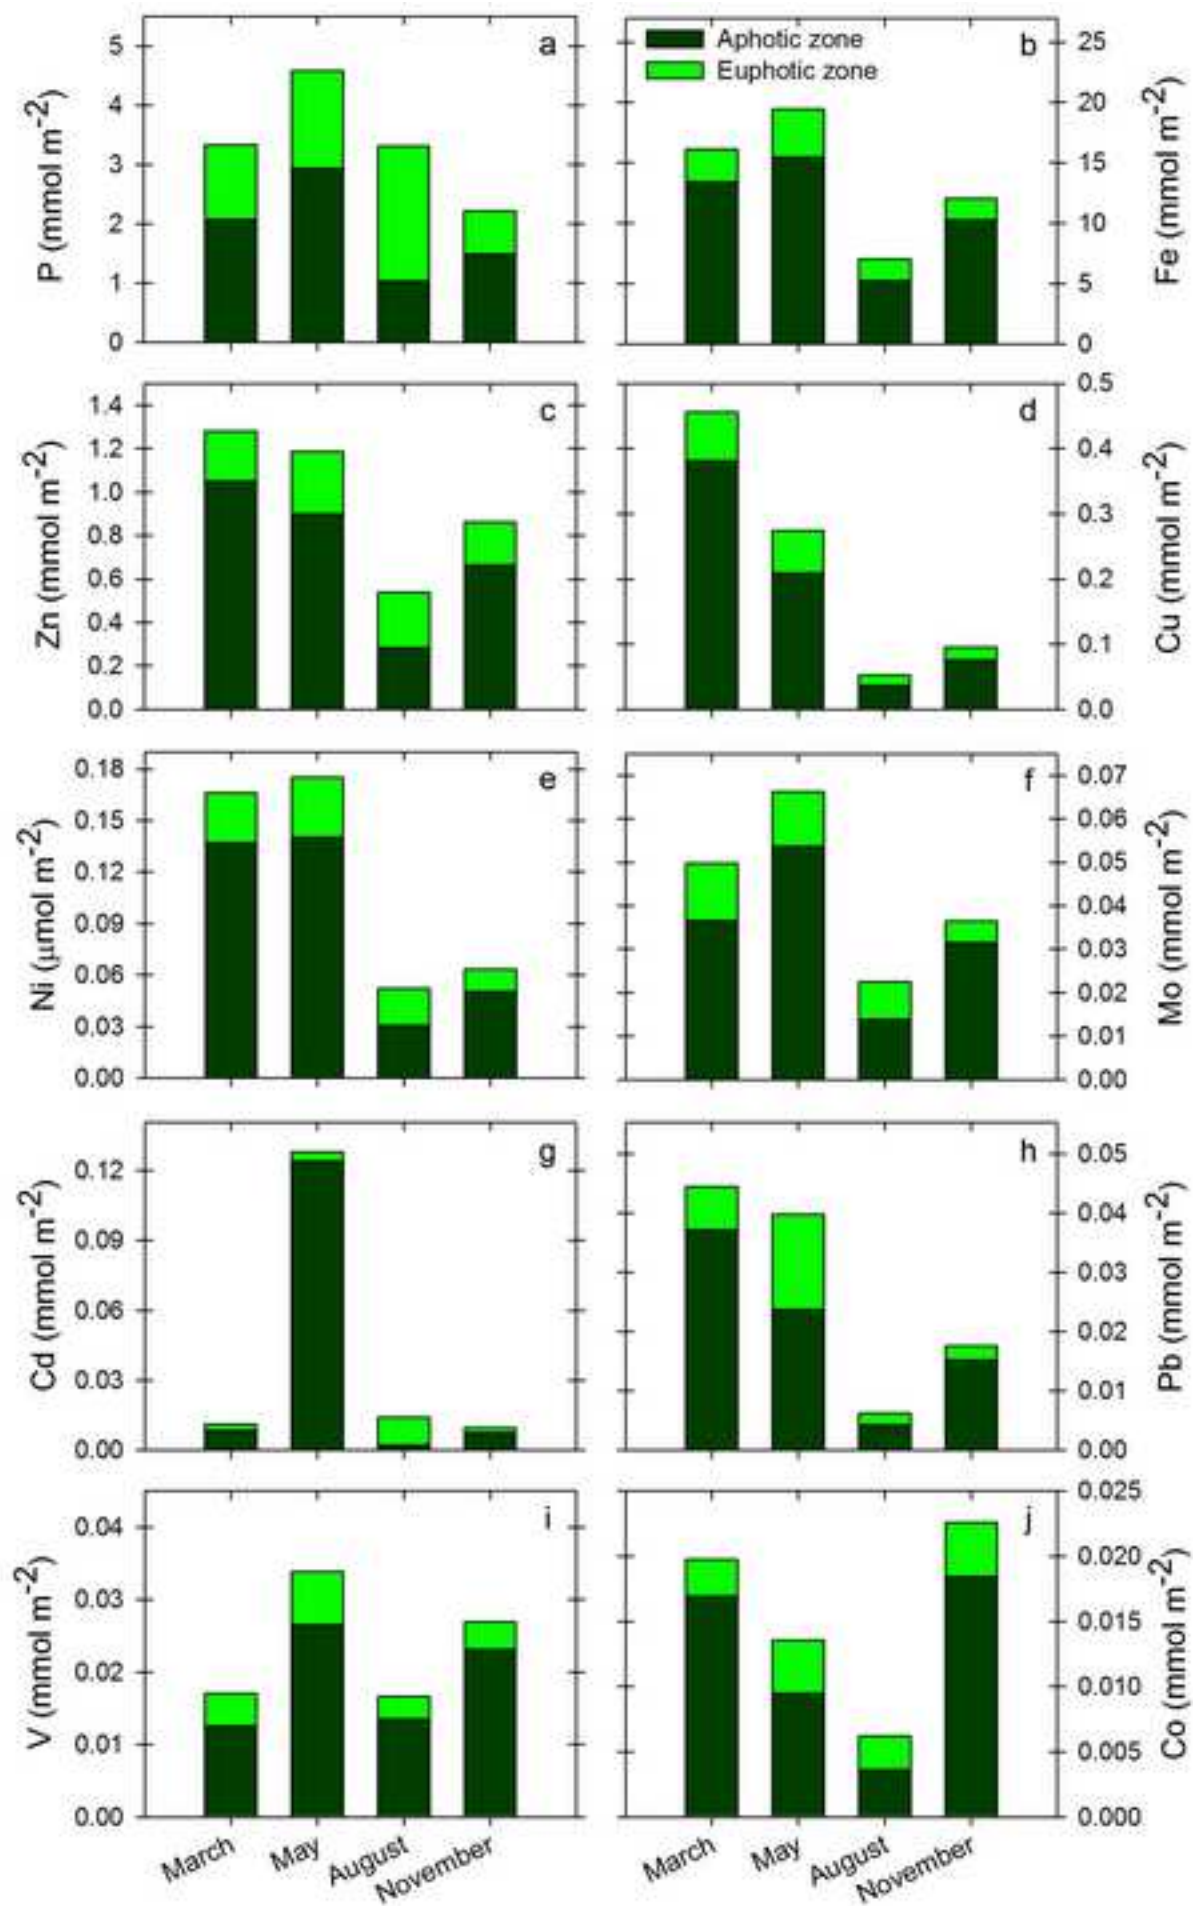 a
5
4
3
2
1
0
P (mmol m-2)
Aphotic zone
Euphotic zone
b
25
20
15
10
5
0
Fe (mmol m-2)
c
1.4
1.2
1.0
0.8
0.6
0.4
0.2
0.0
Zn (mmol m-2)
d
0.5
0.4
0.3
0.2
0.1
0.0
Cu (mmol m-2)
e
0.18
0.15
0.12
0.09
0.06
0.03
0.00
Ni (μmol m-2)
f
0.07
0.06
0.05
0.04
0.03
0.02
0.01
0.00
Mo (mmol m-2)
g
0.12
0.09
0.06
0.03
0.00
Cd (mmol m-2)
h
0.05
0.04
0.03
0.02
0.01
0.00
Pb (mmol m-2)
i
0.04
0.03
0.02
0.01
0.00
V (mmol m-2)
j
0.025
0.020
0.015
0.010
0.005
0.000
Co (mmol m-2)
March
May
August
November
March
May
August
November